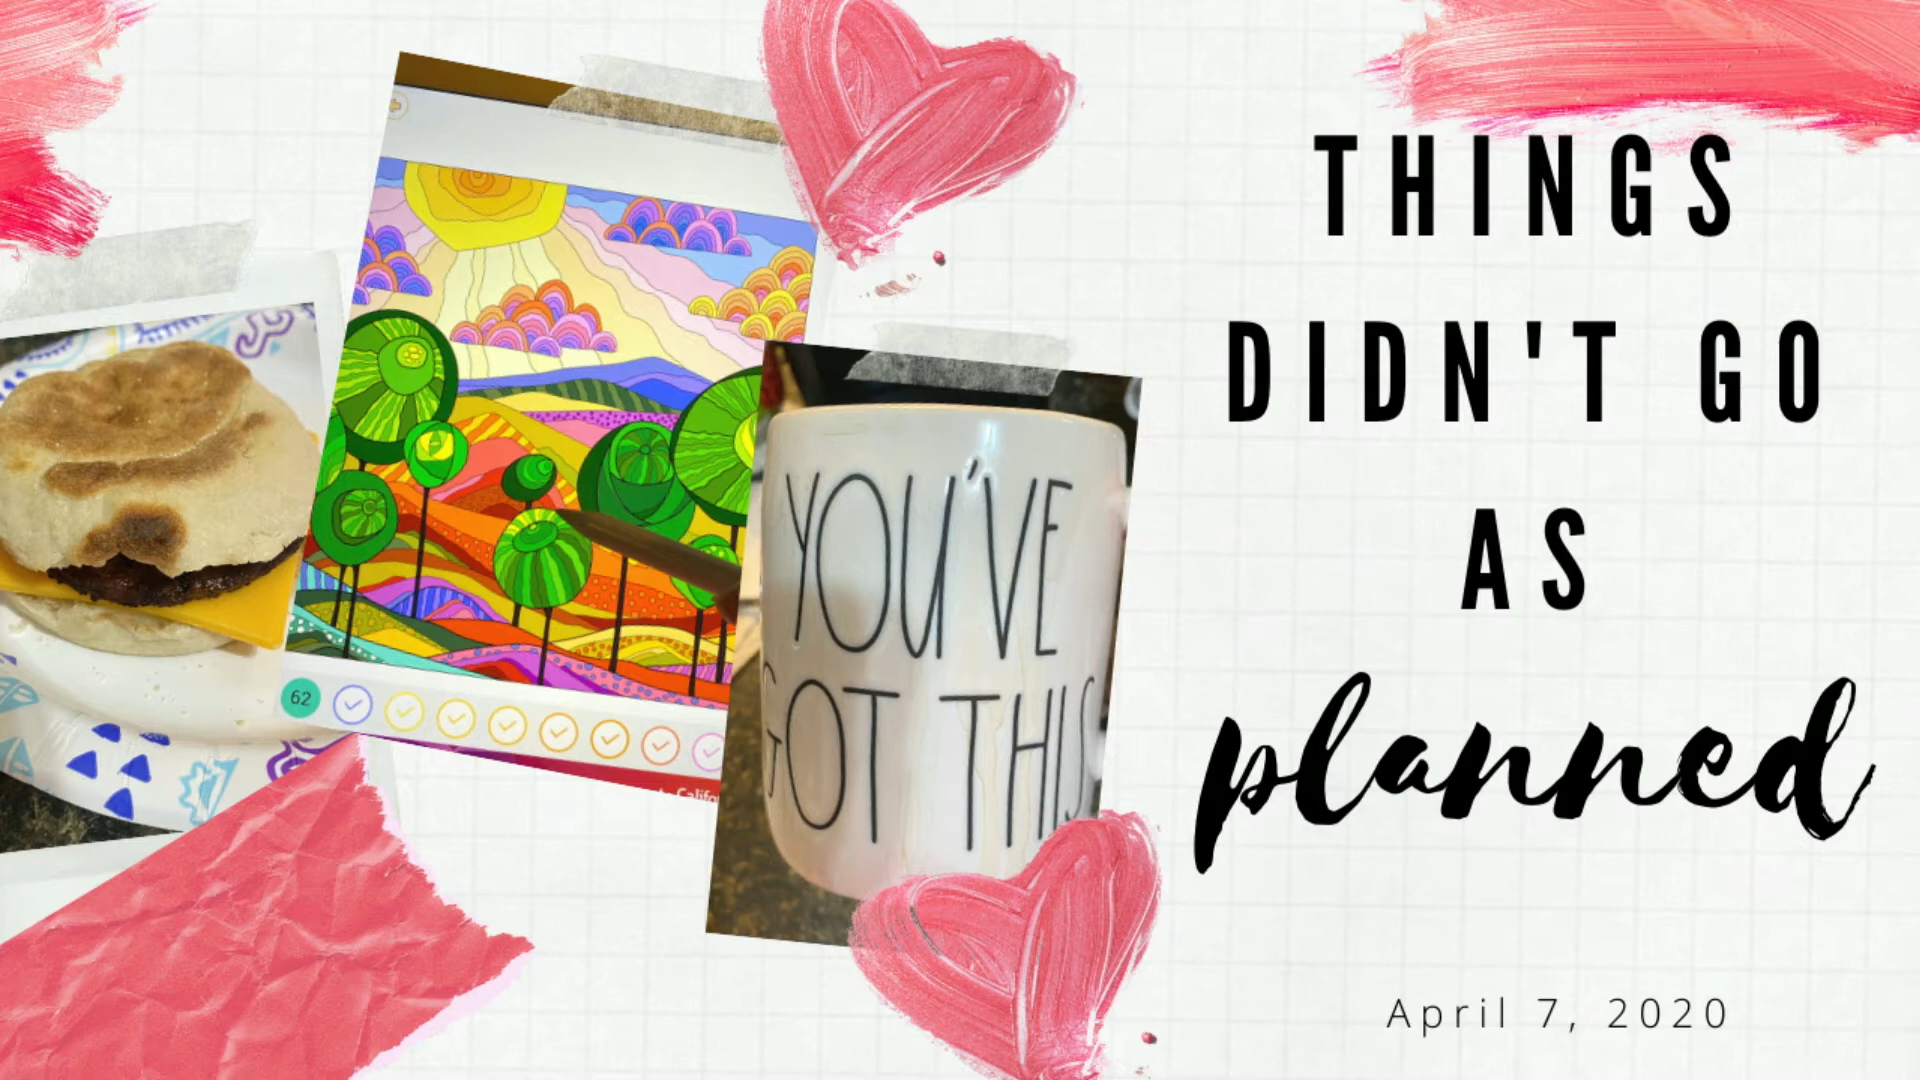 THINGS
DIDN'T GO
AS
planned
April 7, 2020
YOU'VE
GOT THIS
62